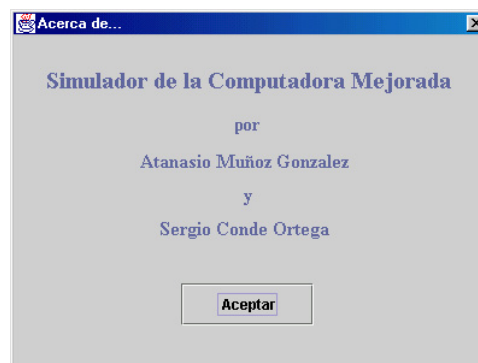 Acerca de...
Simulador de la Computadora Mejorada
por
Atanasio Muñoz Gonzalez
y
Sergio Conde Ortega
Aceptar